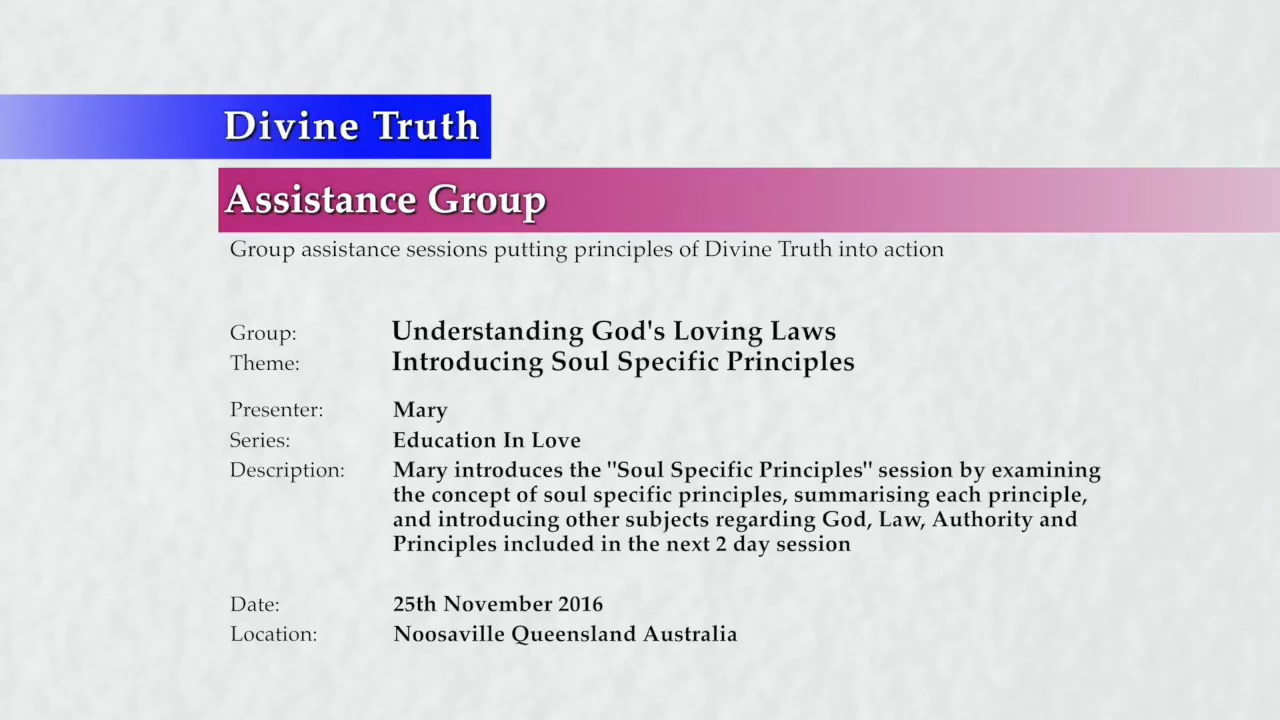 Divine Truth
Assistance Group
Group assistance sessions putting principles of Divine Truth into action
Group: Understanding God's Loving Laws
Theme: Introducing Soul Specific Principles
Presenter: Mary
Series: Education In Love
Description: Mary introduces the "Soul Specific Principles" session by examining
the concept of soul specific principles, summarising each principle,
and introducing other subjects regarding God, Law, Authority and
Principles included in the next 2 day session
Date: 25th November 2016
Location: Noosaville Queensland Australia